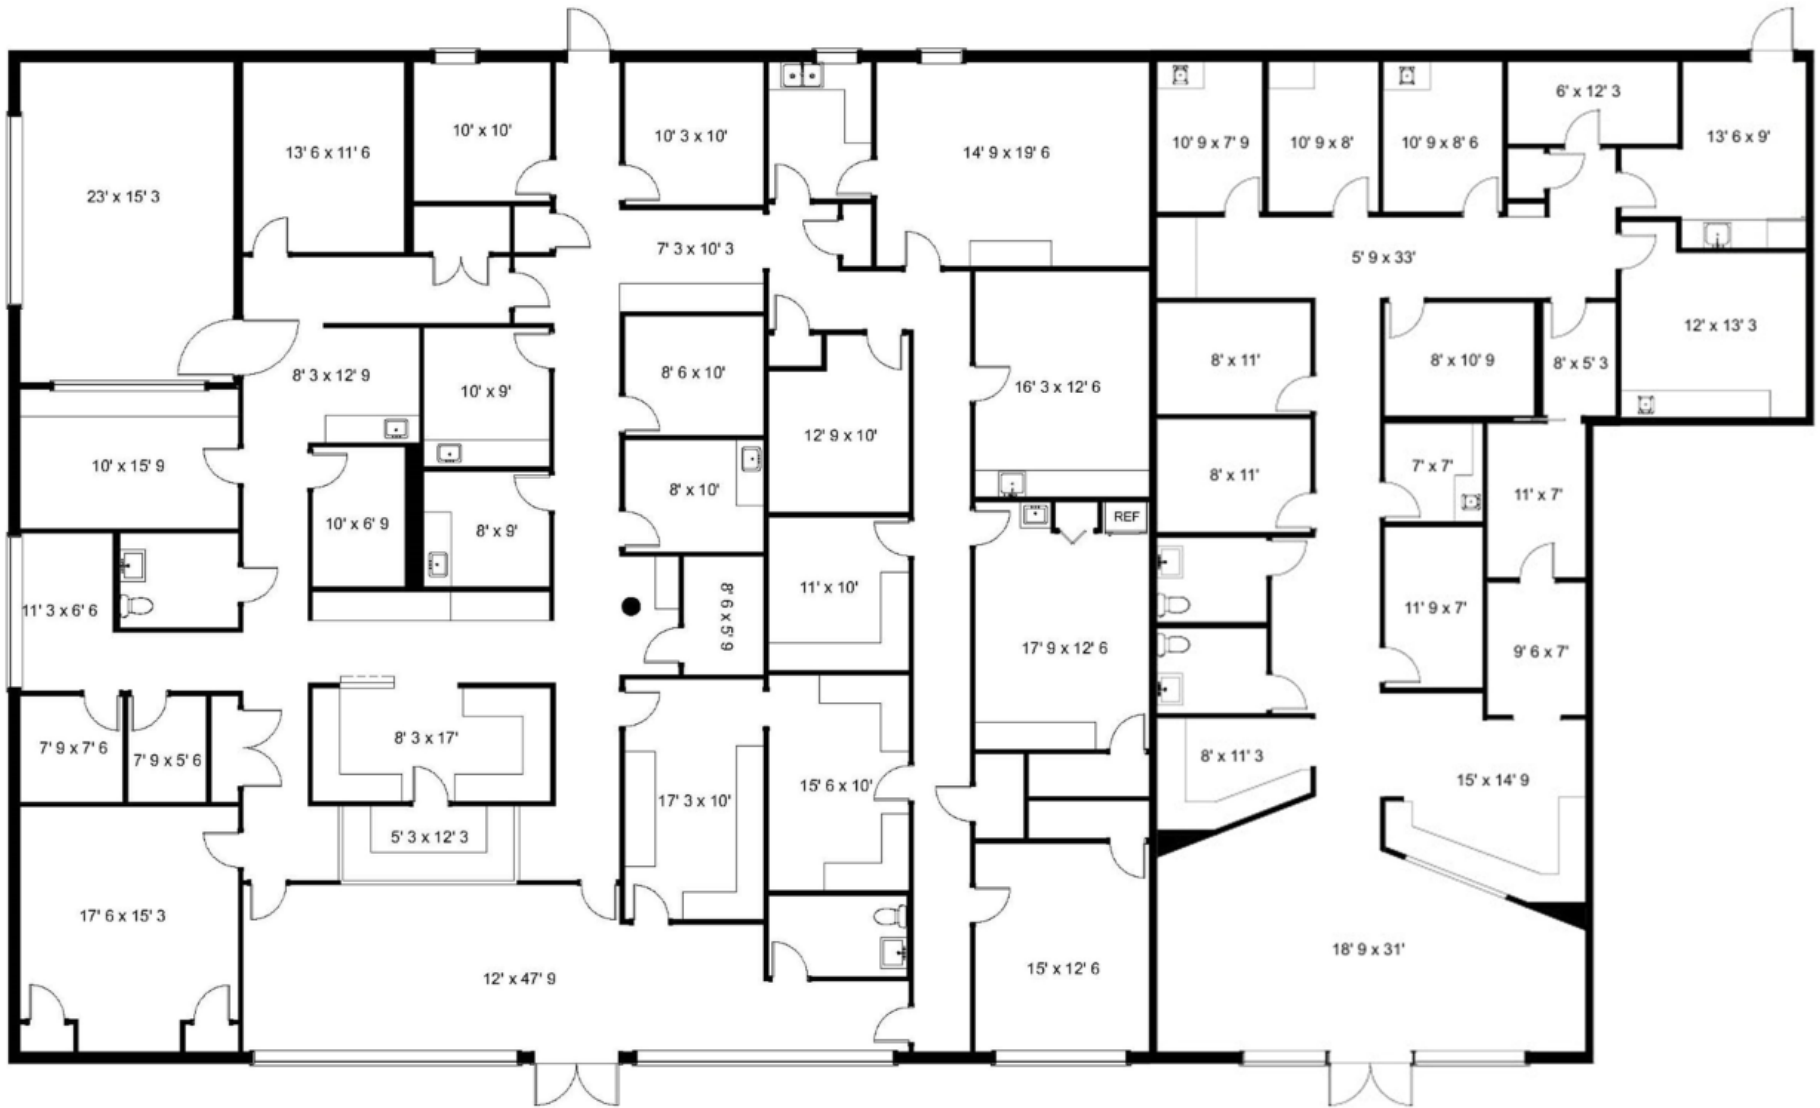 6' x 12' 3
10' x 10'
10' 3 x 10'
13' 6 x 9'
10' 9 x 7' 9
10' 9 x 8'
10' 9 x 8' 6
13' 6 x 11' 6
14' 9 x 19' 6
23' x 15' 3
7' 3 x 10' 3
5' 9 x 33'
12' x 13' 3
8' x 11'
8' x 10' 9
8' x 5' 3
8' 3 x 12' 9
8' 6 x 10'
10' x 9'
16' 3 x 12' 6
12' 9 x 10'
10' x 15' 9
7' x 7'
8' x 11'
8' x 10'
11' x 7'
10' x 6' 9
8' x 9'
REF
11' x 10'
11' 3 x 6' 6
8' 6 x 5' 9
11' 9 x 7'
17' 9 x 12' 6
9' 6 x 7'
8' 3 x 17'
7' 9 x 7' 6
7' 9 x 5' 6
8' x 11' 3
15' x 14' 9
15' 6 x 10'
17' 3 x 10'
5' 3 x 12' 3
17' 6 x 15' 3
18' 9 x 31'
15' x 12' 6
12' x 47' 9